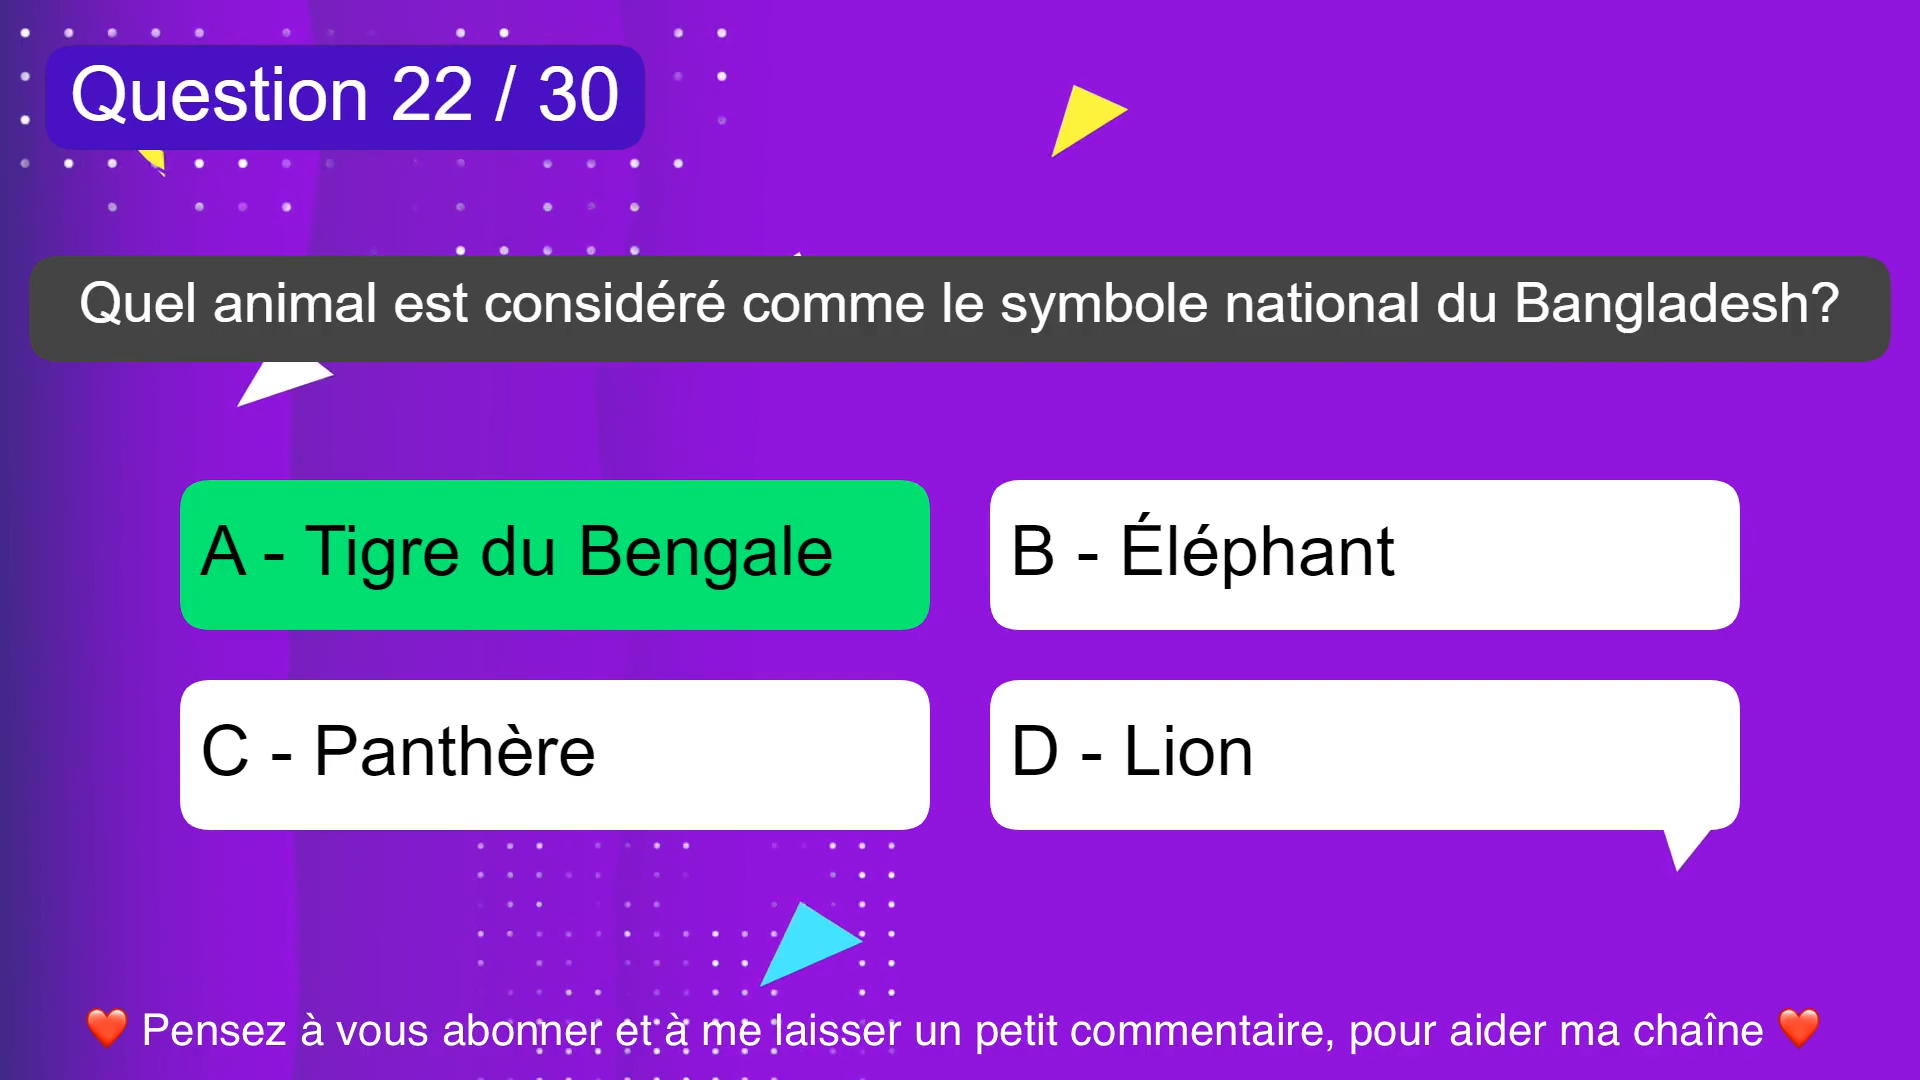 Question 22 / 30
Quel animal est considéré comme le symbole national du Bangladesh?
A - Tigre du Bengale
B - Éléphant
C - Panthère
D - Lion
❤️ Pensez à vous abonner et à me laisser un petit commentaire, pour aider ma chaîne ❤️